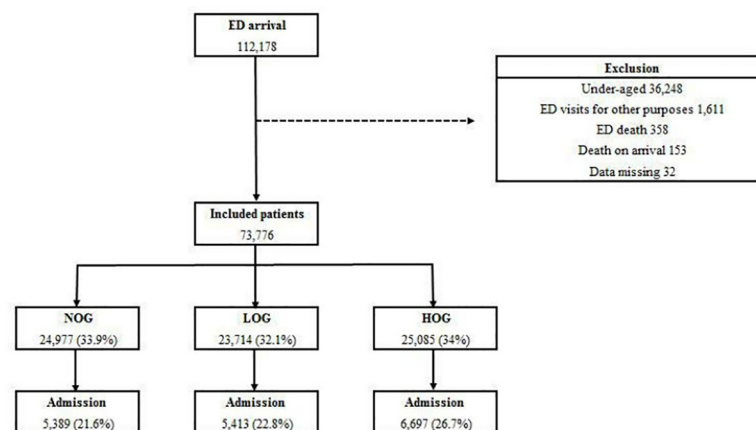 ED arrival
112,178
Exclusion
Under-aged 36,248
ED visits for other purposes 1,611
ED death 358
Death on arrival 153
Data missing 32
Included patients
73,776
NOG
24,977 (33.9%)
LOG
23,714 (32.1%)
HOG
25,085 (34%)
Admission
5,389 (21.6%)
Admission
5,413 (22.8%)
Admission
6,697 (26.7%)